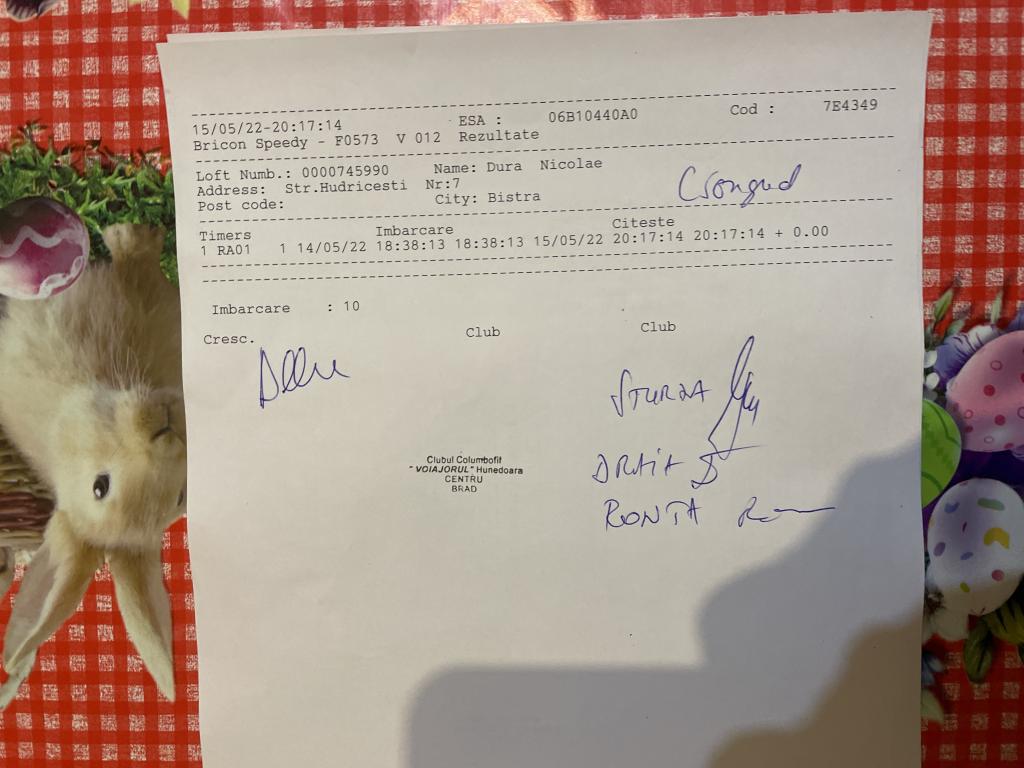 15/05/22-20:17:14 ESA : 06B10440A0 Cod : 7E4349
Bricon Speedy - F0573 V 012 Rezultate
Loft Numb.: 0000745990 Name: Dura Nicolae
Address: Str.Hudricesti Nr:7
Post code: City: Bistra
Csongrad
Timers Imbarcare Citeste
1 RA01 1 14/05/22 18:38:13 18:38:13 15/05/22 20:17:14 20:17:14 + 0.00
Imbarcare : 10
Cresc. Club Club
STURZA
Clubul Columbofil
"VOIAJORUL" Hunedoara
CENTRU
BRAD
RONTA